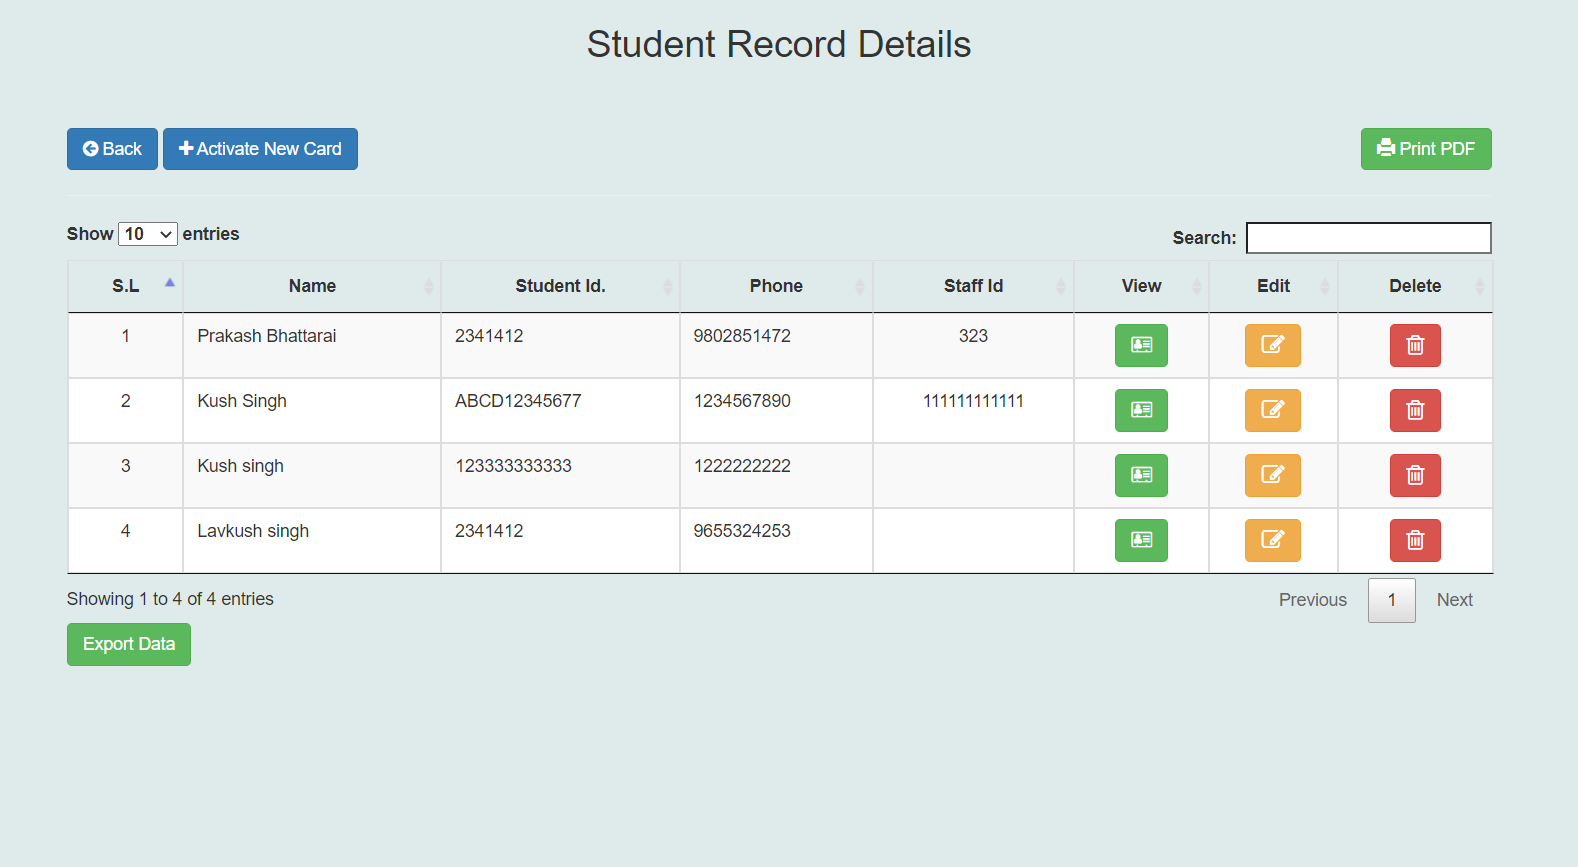 Student Record Details
Back Activate New Card Print PDF
Show 10 entries Search:
S.L Name Student Id. Phone Staff Id View Edit Delete
1 Prakash Bhattarai 2341412 9802851472 323
2 Kush Singh ABCD12345677 1234567890 111111111111
3 Kush singh 123333333333 1222222222
4 Lavkush singh 2341412 9655324253
Showing 1 to 4 of 4 entries Previous 1 Next
Export Data